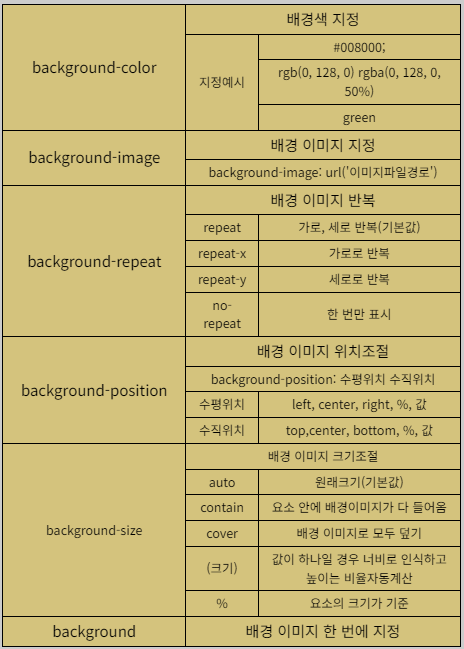 background-color
배경색 지정
지정예시
#008000;
rgb(0, 128, 0) rgba(0, 128, 0,
50%)
green
background-image
배경 이미지 지정
background-image: url('이미지파일경로')
background-repeat
배경 이미지 반복
repeat
가로, 세로 반복(기본값)
repeat-x
가로로 반복
repeat-y
세로로 반복
no-
repeat
한 번만 표시
background-position
배경 이미지 위치조절
background-position: 수평위치 수직위치
수평위치
left, center, right, %, 값
수직위치
top,center, bottom, %, 값
background-size
배경 이미지 크기조절
auto
원래크기(기본값)
contain
요소 안에 배경이미지가 다 들어옴
cover
배경 이미지로 모두 덮기
(크기)
값이 하나일 경우 너비로 인식하고
높이는 비율자동계산
%
요소의 크기가 기준
background
배경 이미지 한 번에 지정